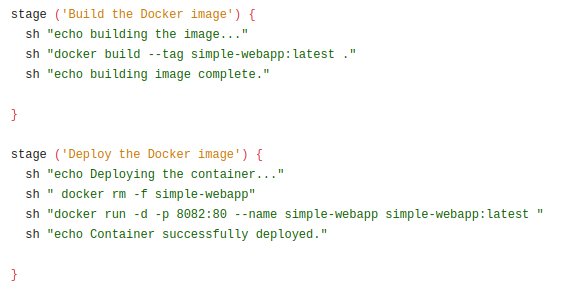 stage ('Build the Docker image') {
  sh "echo building the image..."
  sh "docker build --tag simple-webapp:latest ."
  sh "echo building image complete."
}
stage ('Deploy the Docker image') {
  sh "echo Deploying the container..."
  sh " docker rm -f simple-webapp"
  sh "docker run -d -p 8082:80 --name simple-webapp simple-webapp:latest "
  sh "echo Container successfully deployed."
}